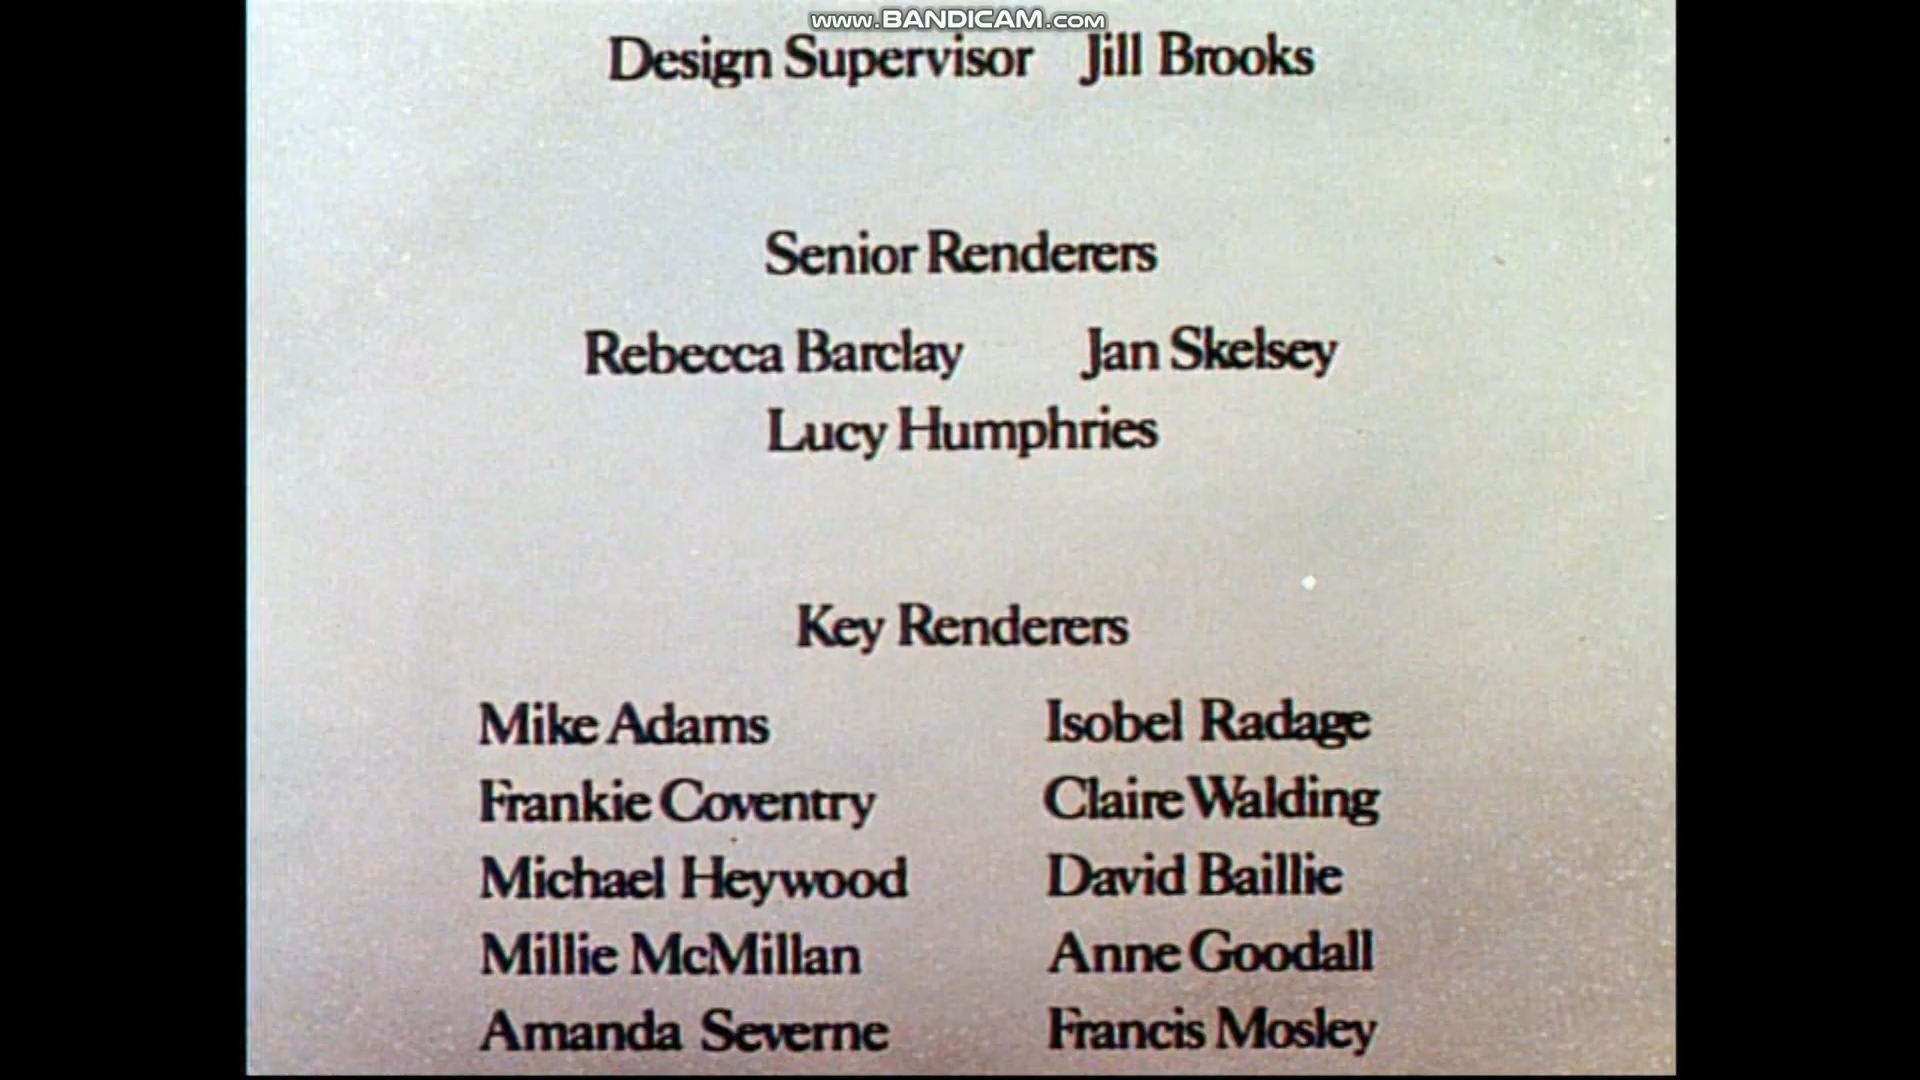 www.BANDICAM.com
Design Supervisor Jill Brooks
Senior Renderers
Rebecca Barclay Jan Skelsey
Lucy Humphries
Key Renderers
Mike Adams Isobel Radage
Frankie Coventry Claire Walding
Michael Heywood David Baillie
Millie McMillan Anne Goodall
Amanda Severne Francis Mosley